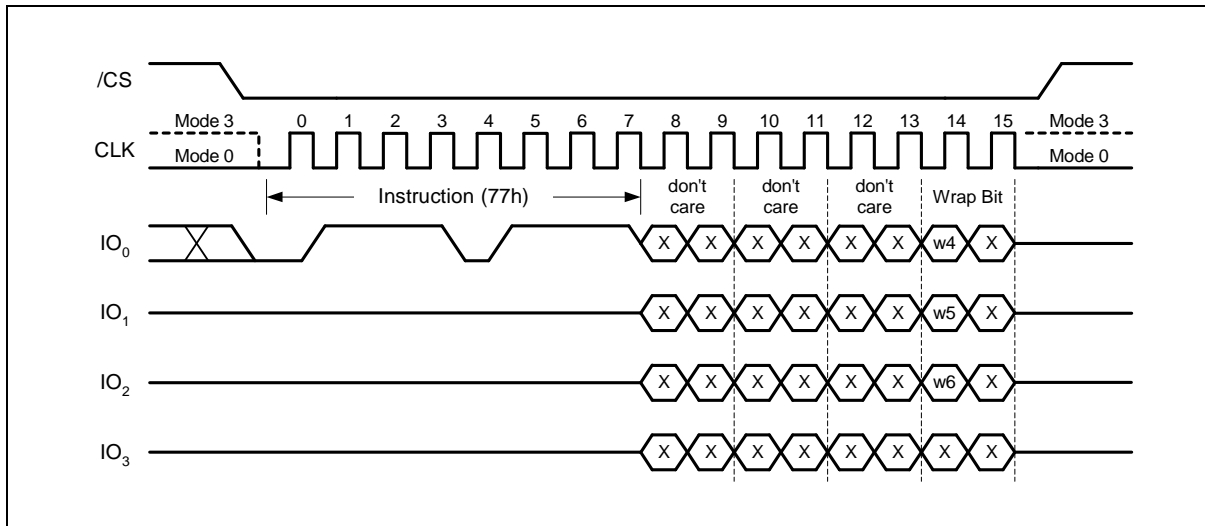 /CS
Mode 3 0 1 2 3 4 5 6 7 8 9 10 11 12 13 14 15 Mode 3
CLK
Mode 0 Mode 0
Instruction (77h) don't care don't care don't care Wrap Bit
IO0 X X X X X X w4 X
IO1 X X X X X X w5 X
IO2 X X X X X X w6 X
IO3 X X X X X X X X